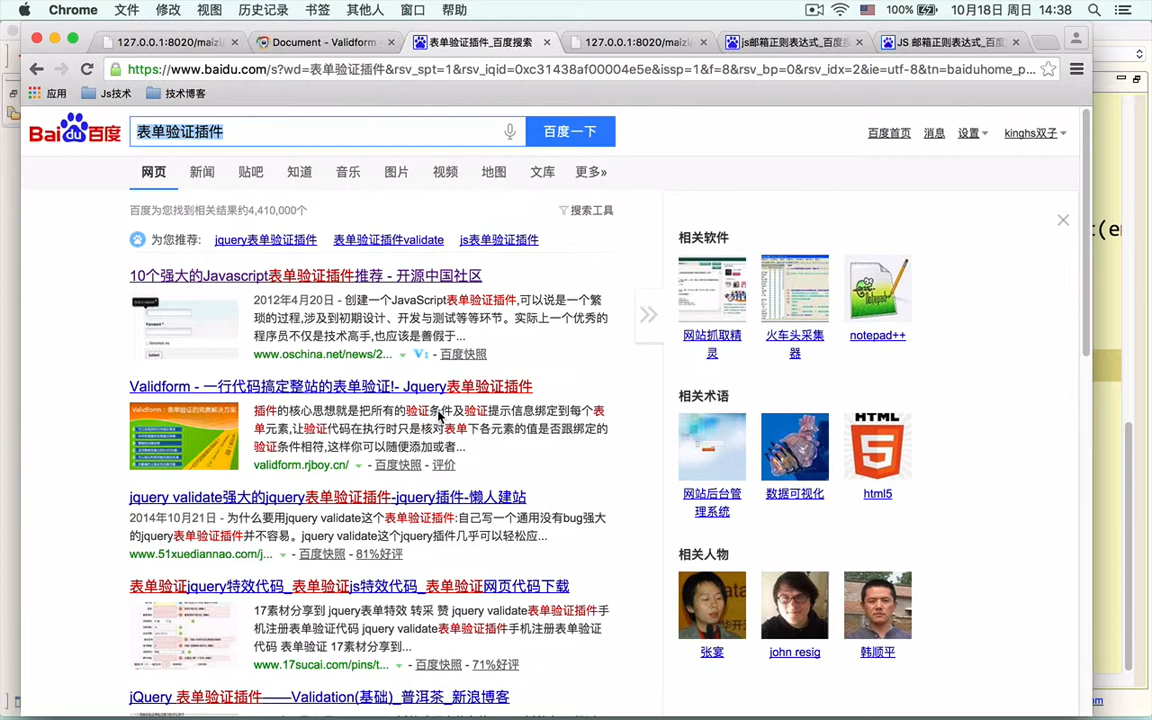 Chrome 文件 修改 视图 历史记录 书签 其他人 窗口 帮助 100% 10月18日 周日 14:38
127.0.0.1:8020/maizi/ × Document - Validform × 表单验证插件_百度搜索 × 127.0.0.1:8020/maizi/ × js邮箱正则表达式_百度 × JS 邮箱正则表达式_百度 ×
https://www.baidu.com/s?wd=表单验证插件&rsv_spt=1&rsv_iqid=0xc31438af00004e5e&issp=1&f=8&rsv_bp=0&rsv_idx=2&ie=utf-8&tn=baiduhome_p...
应用 Js技术 技术博客
Bai du 百度 表单验证插件 百度一下 百度首页 消息 设置 kinghs双子
网页 新闻 贴吧 知道 音乐 图片 视频 地图 文库 更多»
百度为您找到相关结果约4,410,000个 搜索工具
为您推荐: jquery表单验证插件 表单验证插件validate js表单验证插件
10个强大的Javascript表单验证插件推荐 - 开源中国社区
2012年4月20日 - 创建一个JavaScript表单验证插件,可以说是一个繁
琐的过程,涉及到初期设计、开发与测试等等环节。实际上一个优秀的
程序员不仅是技术高手,也应该是善假于...
www.oschina.net/news/2... V1 - 百度快照
Validform - 一行代码搞定整站的表单验证!- Jquery表单验证插件
Validform：表单验证的完美解决方案
插件的核心思想就是把所有的验证条件及验证提示信息绑定到每个表
单元素,让验证代码在执行时只是核对表单下各元素的值是否跟绑定的
验证条件相符,这样你可以随便添加或者...
validform.rjboy.cn/ - 百度快照 - 评价
jquery validate强大的jquery表单验证插件-jquery插件-懒人建站
2014年10月21日 - 为什么要用jquery validate这个表单验证插件:自己写一个通用没有bug强大
的jquery表单验证插件并不容易。jquery validate这个jquery插件几乎可以轻松应...
www.51xuediannao.com/j... - 百度快照 - 81%好评
表单验证jquery特效代码_表单验证js特效代码_表单验证网页代码下载
17素材分享到 jquery表单特效 转采 赞 jquery validate表单验证插件手
机注册表单验证代码 jquery validate表单验证插件手机注册表单验证
代码 表单验证 17素材分享到...
www.17sucai.com/pins/t... - 百度快照 - 71%好评
jQuery 表单验证插件——Validation(基础)_普洱茶_新浪博客
相关软件
网站抓取精灵 火车头采集器 notepad++
相关术语
HTML
5
网站后台管理系统 数据可视化 html5
相关人物
张宴 john resig 韩顺平
t(e